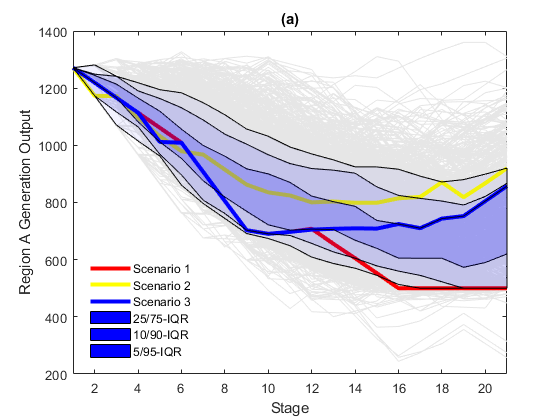 (a)
1400
1200
1000
800
600
400
200
Region A Generation Output
Scenario 1
Scenario 2
Scenario 3
25/75-IQR
10/90-IQR
5/95-IQR
2 4 6 8 10 12 14 16 18 20
Stage